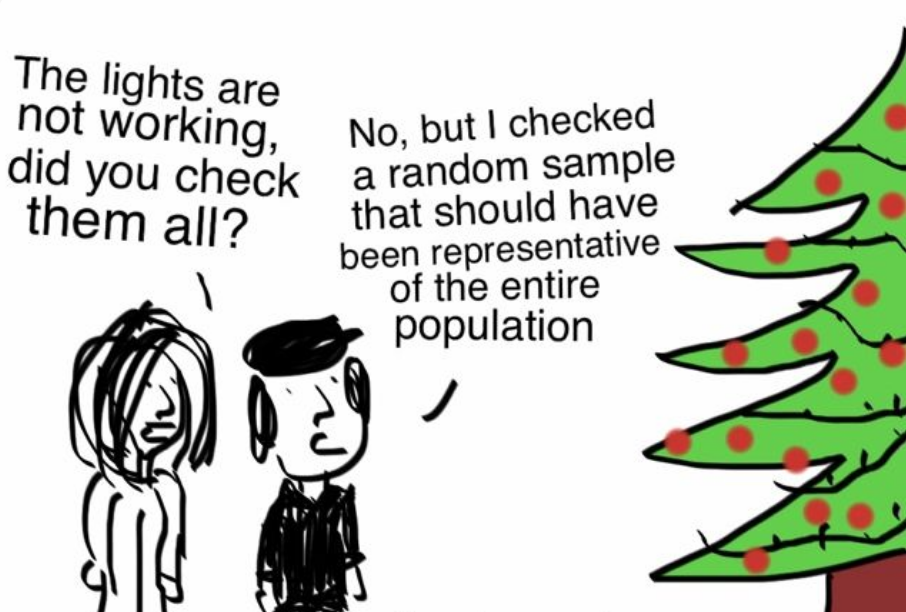 The lights are
not working,
did you check
them all?
No, but I checked
a random sample
that should have
been representative
of the entire
population